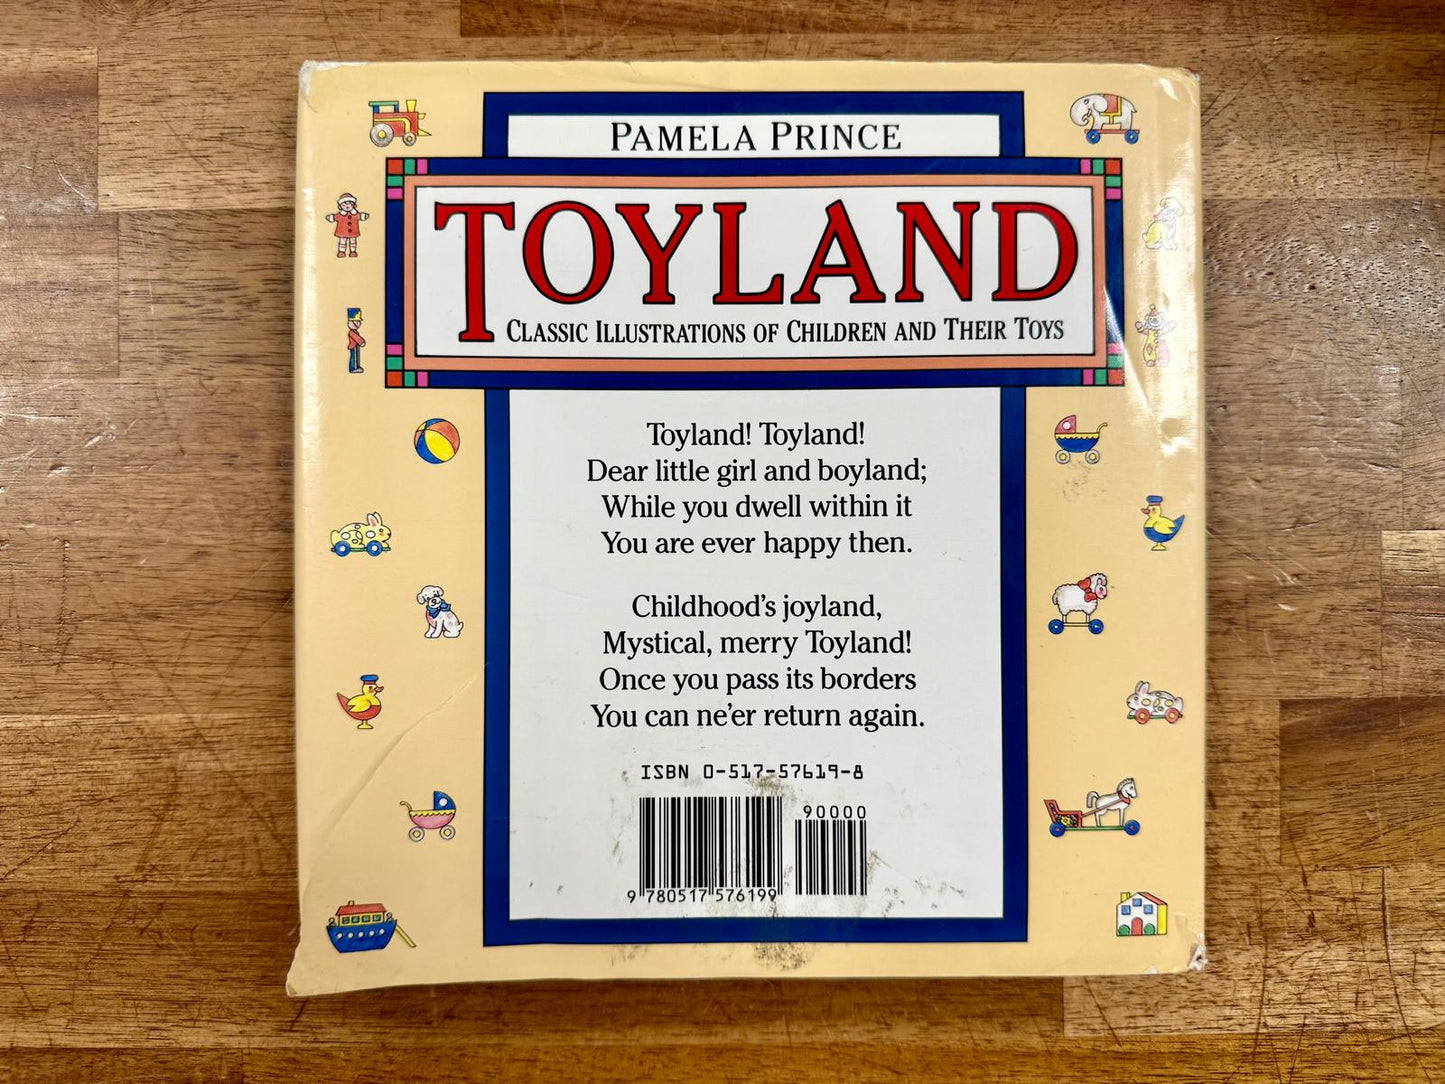 PAMELA PRINCE
TOYLAND
CLASSIC ILLUSTRATIONS OF CHILDREN AND THEIR TOYS
Toyland! Toyland!
Dear little girl and boyland;
While you dwell within it
You are ever happy then.
Childhood's joyland,
Mystical, merry Toyland!
Once you pass its borders
You can ne'er return again.
ISBN 0-517-57619-8
90000
9 780517 576199